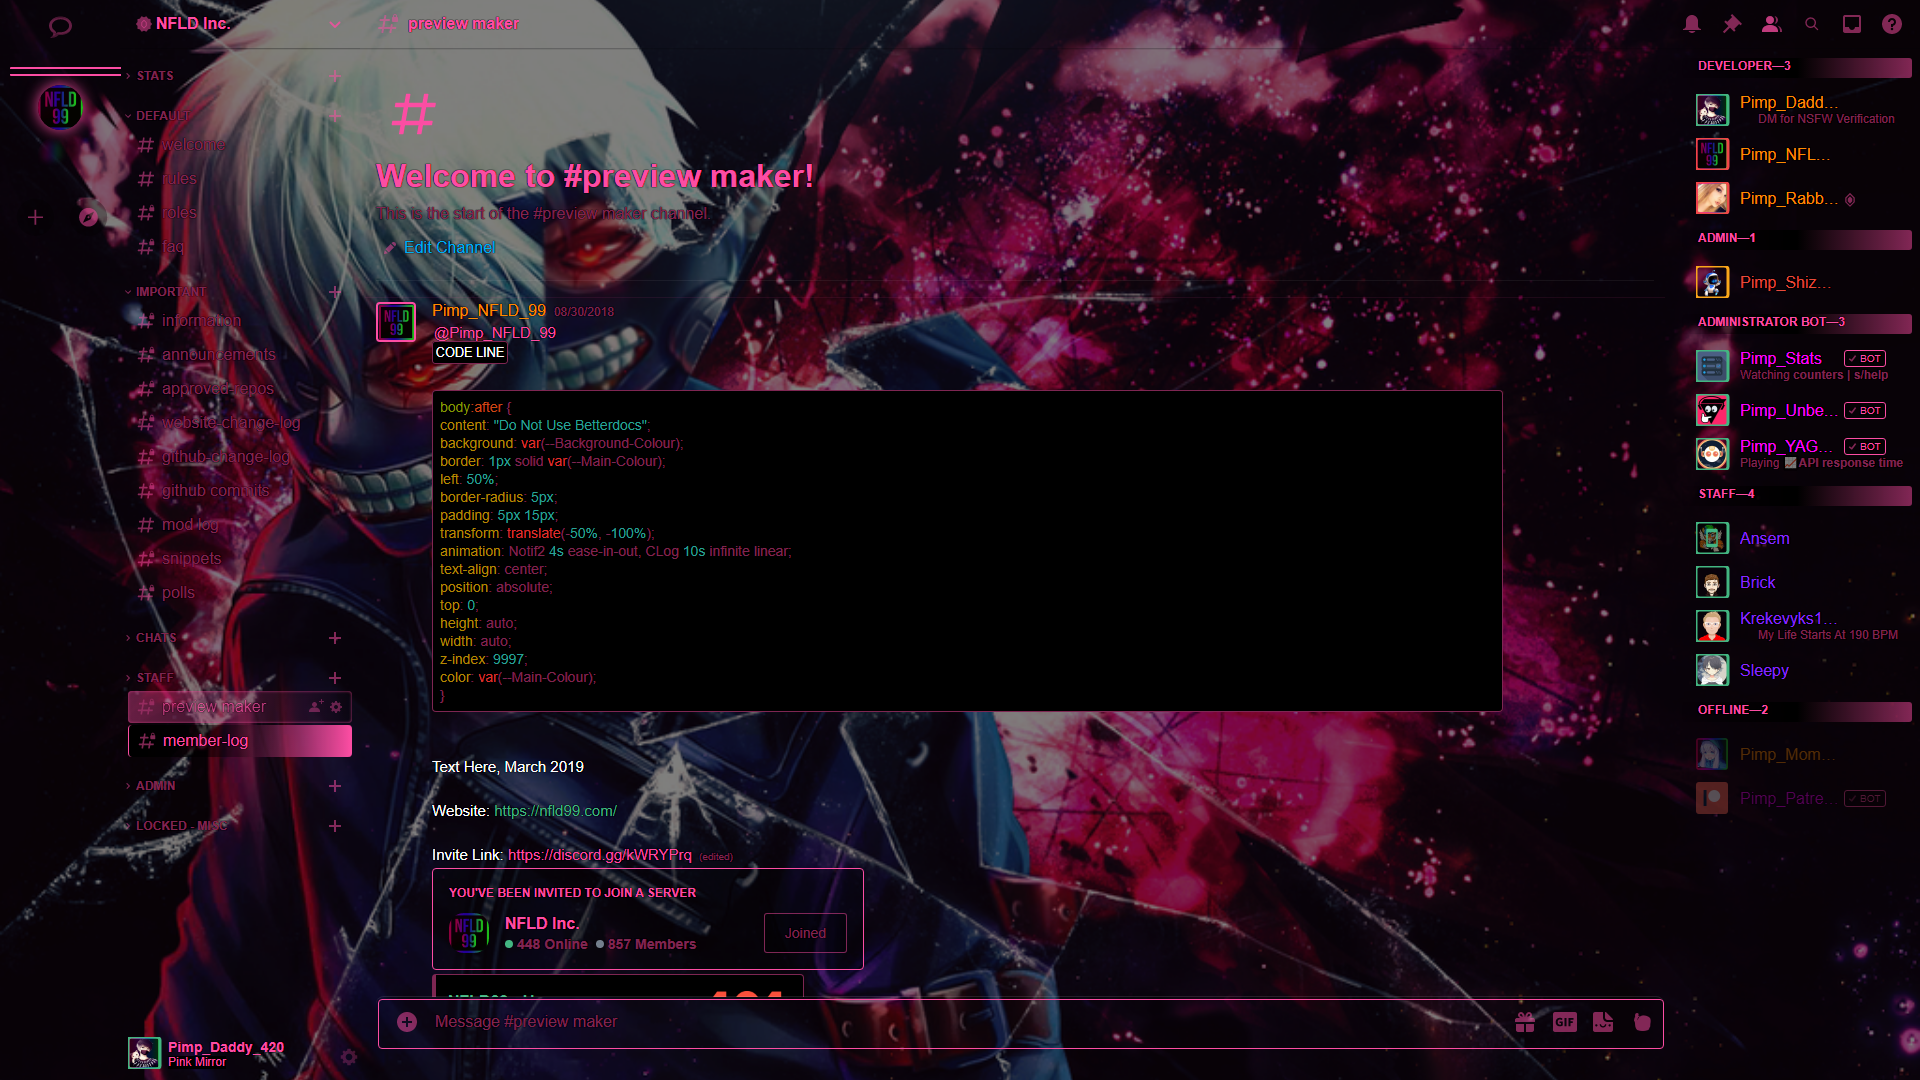 NFLD Inc.
preview maker
NFLD
99
STATS
DEFAULT
welcome
rules
roles
faq
IMPORTANT
information
announcements
approved-repos
website-change-log
github-change-log
github commits
mod log
snippets
polls
CHATS
STAFF
preview maker
member-log
ADMIN
LOCKED - MISC
Pimp_Daddy_420
Pink Mirror
#
Welcome to #preview maker!
This is the start of the #preview maker channel.
Edit Channel
NFLD
99
Pimp_NFLD_99 08/30/2018
@Pimp_NFLD_99
CODE LINE
body:after {
content: "Do Not Use Betterdocs";
background: var(--Background-Colour);
border: 1px solid var(--Main-Colour);
left: 50%;
border-radius: 5px;
padding: 5px 15px;
transform: translate(-50%, -100%);
animation: Notif2 4s ease-in-out, CLog 10s infinite linear;
text-align: center;
position: absolute;
top: 0;
height: auto;
width: auto;
z-index: 9997;
color: var(--Main-Colour);
}
Text Here, March 2019
Website: https://nfld99.com/
Invite Link: https://discord.gg/kWRYPrq (edited)
YOU'VE BEEN INVITED TO JOIN A SERVER
NFLD
99
NFLD Inc.
448 Online 857 Members
Joined
Message #preview maker
GIF
DEVELOPER—3
Pimp_Dadd...
DM for NSFW Verification
NFLD
99
Pimp_NFL...
Pimp_Rabb...
ADMIN—1
Pimp_Shiz...
ADMINISTRATOR BOT—3
Pimp_Stats BOT
Watching counters | s/help
Pimp_Unbe... BOT
Pimp_YAG... BOT
Playing API response time
STAFF—4
Ansem
Brick
Krekevyks1...
My Life Starts At 190 BPM
Sleepy
OFFLINE—2
Pimp_Mom...
Pimp_Patre... BOT